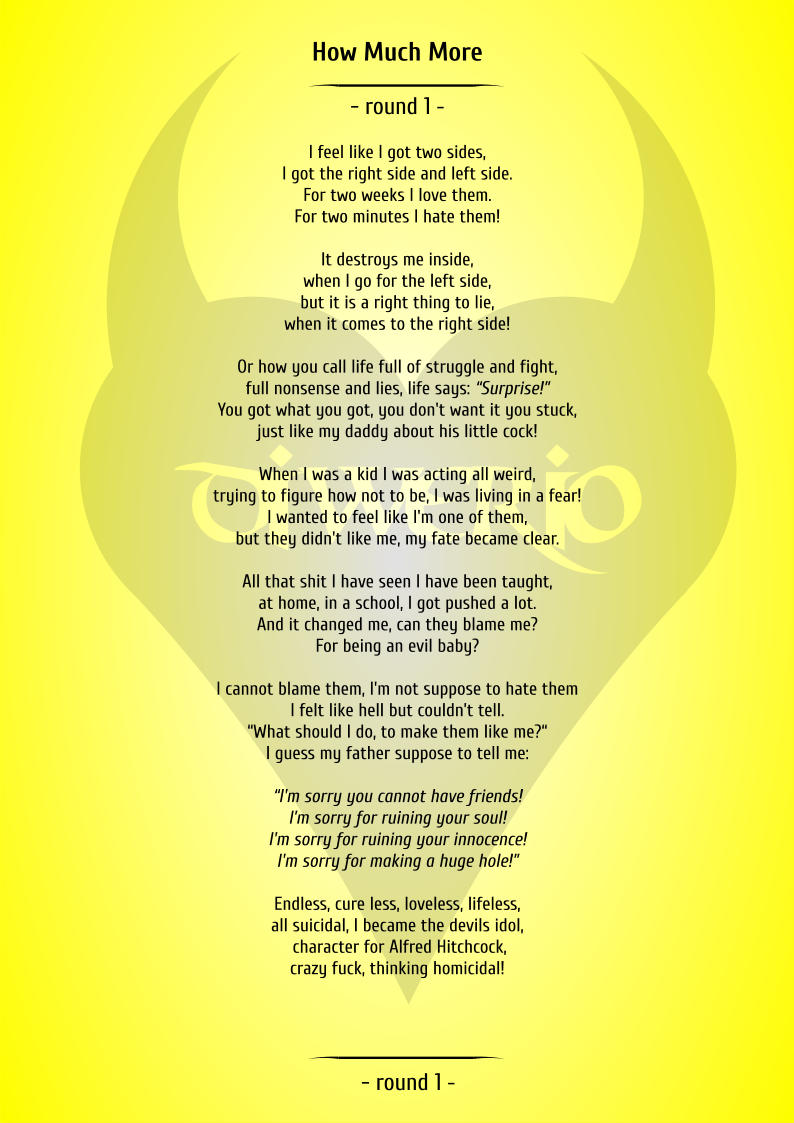 How Much More
- round 1 -
I feel like I got two sides,
I got the right side and left side.
For two weeks I love them.
For two minutes I hate them!
It destroys me inside,
when I go for the left side,
but it is a right thing to lie,
when it comes to the right side!
Or how you call life full of struggle and fight,
full nonsense and lies, life says: “Surprise!”
You got what you got, you don't want it you stuck,
just like my daddy about his little cock!
When I was a kid I was acting all weird,
trying to figure how not to be, I was living in a fear!
I wanted to feel like I'm one of them,
but they didn't like me, my fate became clear.
All that shit I have seen I have been taught,
at home, in a school, I got pushed a lot.
And it changed me, can they blame me?
For being an evil baby?
I cannot blame them, I'm not suppose to hate them
I felt like hell but couldn't tell.
“What should I do, to make them like me?“
I guess my father suppose to tell me:
“I'm sorry you cannot have friends!
I'm sorry for ruining your soul!
I'm sorry for ruining your innocence!
I'm sorry for making a huge hole!”
Endless, cure less, loveless, lifeless,
all suicidal, I became the devils idol,
character for Alfred Hitchcock,
crazy fuck, thinking homicidal!
- round 1 -